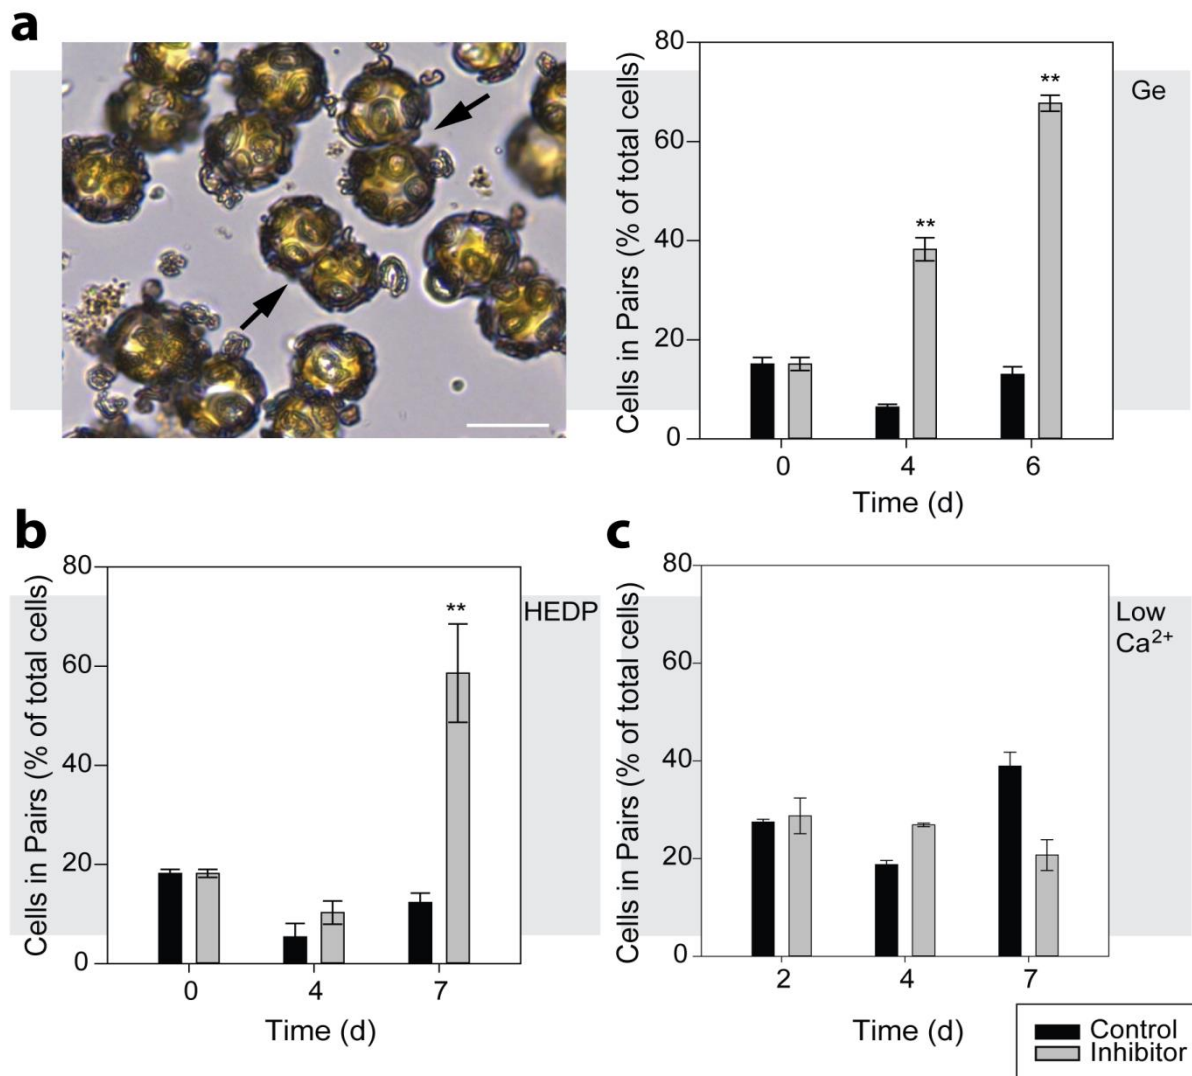 a
80
60
40
20
0
Cells in Pairs (% of total cells)
**
**
Ge
0 4 6
Time (d)
b
80
60
40
20
0
Cells in Pairs (% of total cells)
**
HEDP
0 4 7
Time (d)
c
80
60
40
20
0
Cells in Pairs (% of total cells)
Low
Ca²⁺
2 4 7
Time (d)
Control
Inhibitor